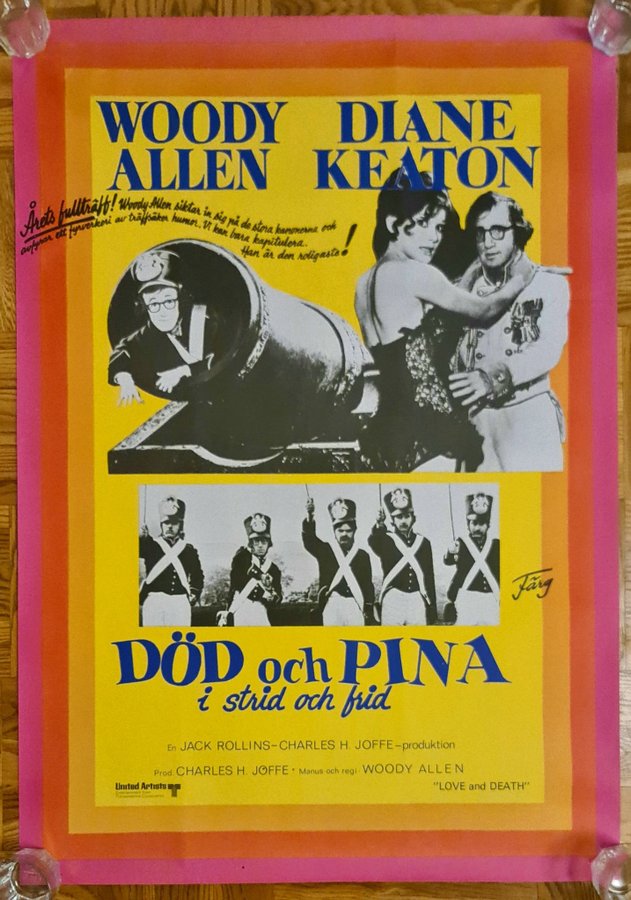 WOODY DIANE
ALLEN KEATON
Årets fullträff! Woody Allen siktar in sig på de stora kanonerna och
avfyrar ett fyrverkeri av träffsäker humor. Vi kan bara kapitulera..
Han är den roligaste!
Färg
DÖD och PINA
i strid och frid
En JACK ROLLINS-CHARLES H. JOFFE-produktion
Prod. CHARLES H. JOFFE · Manus och regi WOODY ALLEN
United Artists "LOVE and DEATH"